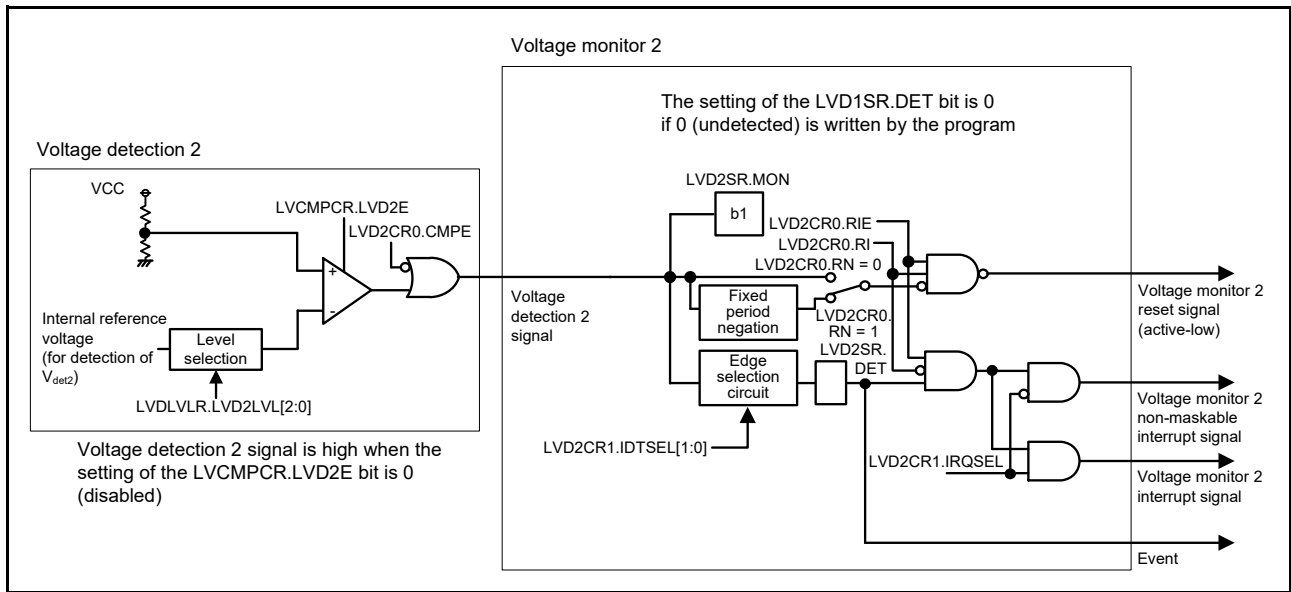 Voltage monitor 2
The setting of the LVD1SR.DET bit is 0
if 0 (undetected) is written by the program
Voltage detection 2
VCC
LVCMPCR.LVD2E
LVD2CR0.CMPE
+
-
Internal reference
voltage
(for detection of
Vdet2)
Level
selection
LVDLVLR.LVD2LVL[2:0]
Voltage detection 2 signal is high when the
setting of the LVCMPCR.LVD2E bit is 0
(disabled)
Voltage
detection 2
signal
LVD2SR.MON
b1
LVD2CR0.RIE
LVD2CR0.RI
LVD2CR0.RN = 0
Fixed
period
negation
LVD2CR0.
RN = 1
LVD2SR.
DET
Edge
selection
circuit
LVD2CR1.IDTSEL[1:0]
LVD2CR1.IRQSEL
Voltage monitor 2
reset signal
(active-low)
Voltage monitor 2
non-maskable
interrupt signal
Voltage monitor 2
interrupt signal
Event